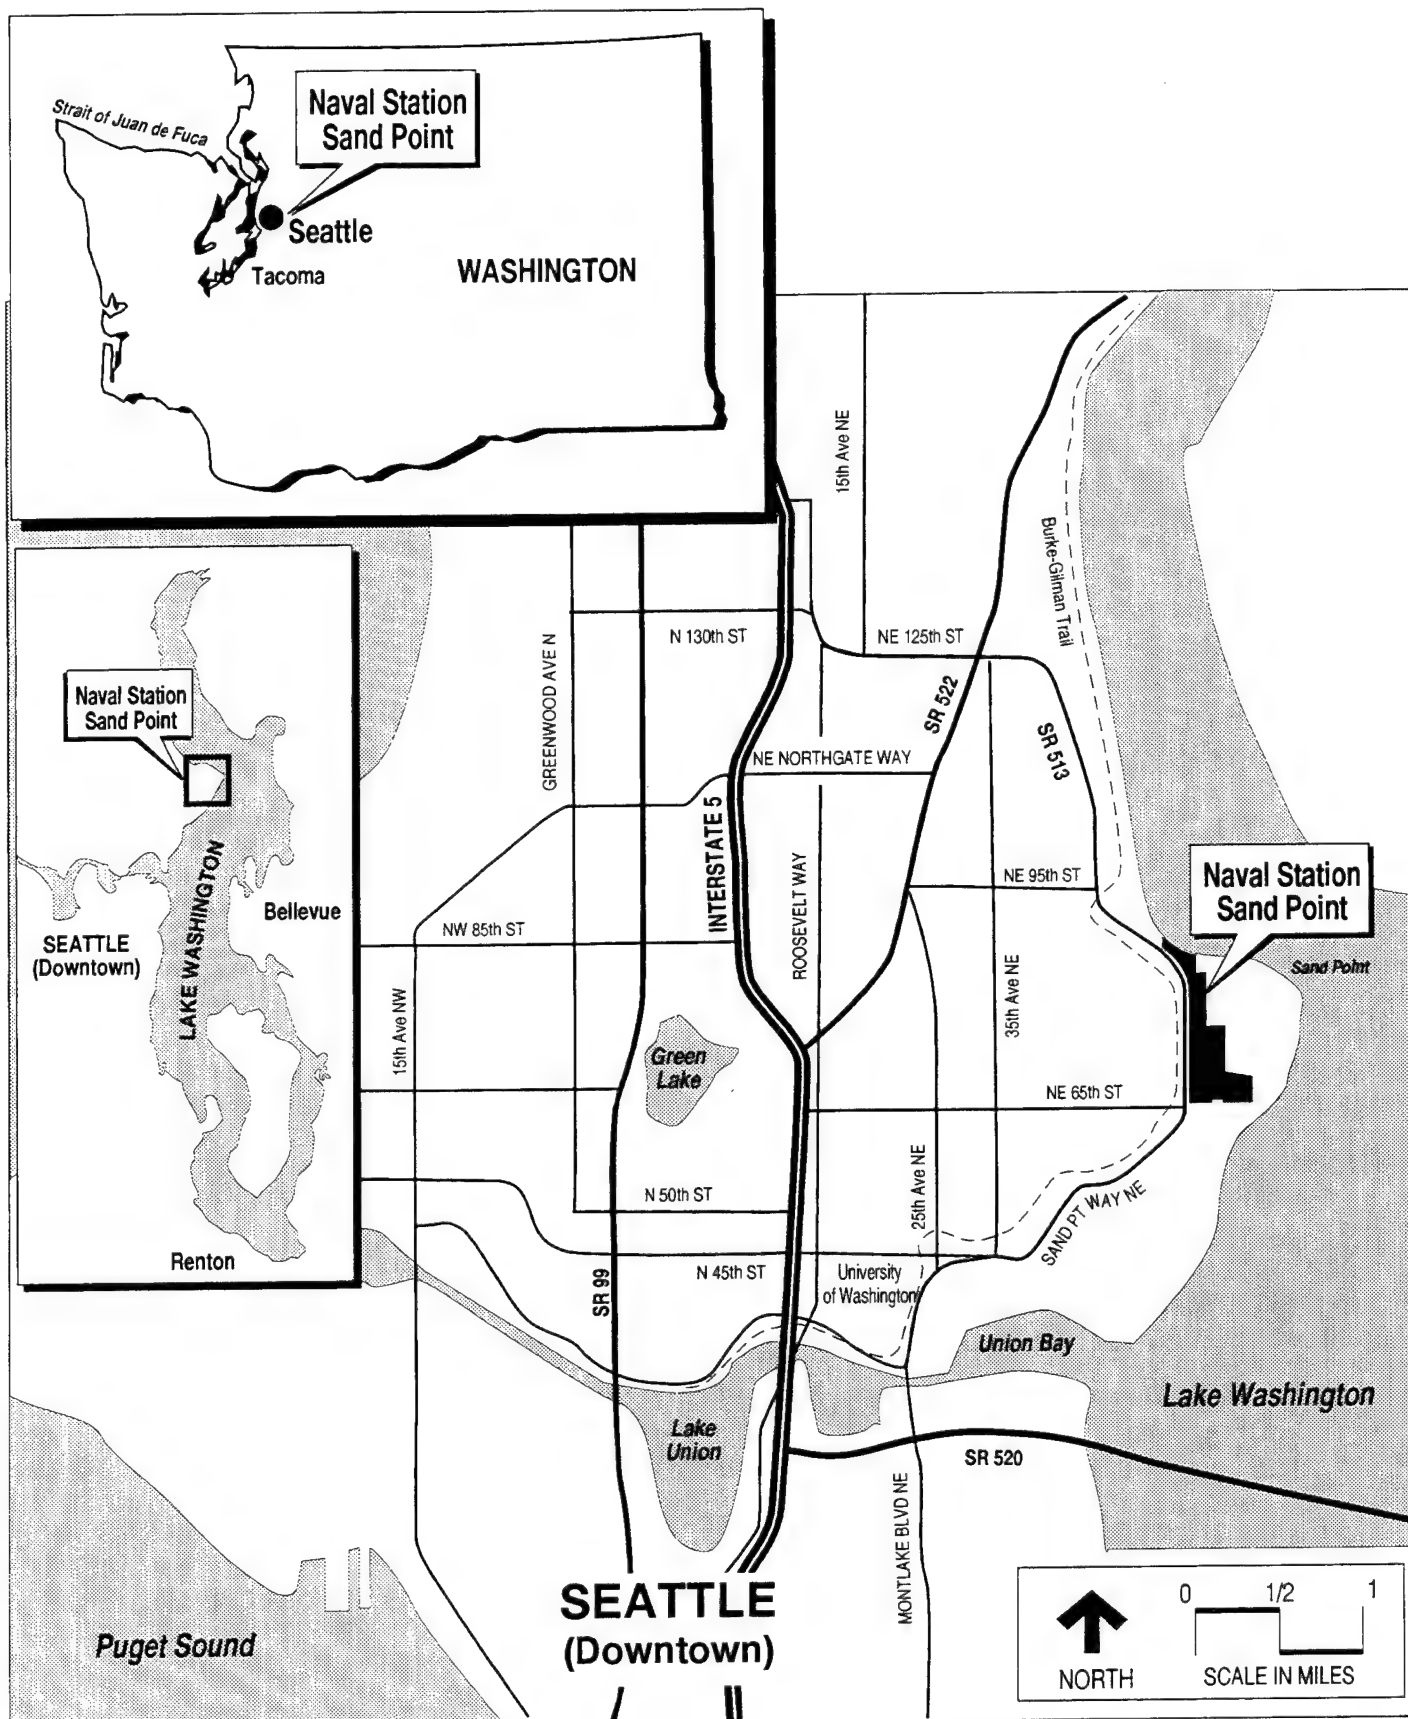 Naval Station
Sand Point
Strait of Juan de Fuca
Seattle
Tacoma
WASHINGTON
15th Ave NE
Burke-Gilman Trail
GREENWOOD AVE N
N 130th ST
NE 125th ST
SR 522
SR 513
NE NORTHGATE WAY
INTERSTATE 5
ROOSEVELT WAY
NE 95th ST
NW 85th ST
35th Ave NE
15th Ave NW
Naval Station
Sand Point
Sand Point
Naval Station
Sand Point
LAKE WASHINGTON
Bellevue
SEATTLE
(Downtown)
Renton
Green
Lake
NE 65th ST
25th Ave NE
N 50th ST
SAND PT WAY NE
N 45th ST
SR 99
University
of Washington
Union Bay
Lake Washington
Lake
Union
SR 520
MONTLAKE BLVD NE
SEATTLE
(Downtown)
Puget Sound
NORTH
0 1/2 1
SCALE IN MILES